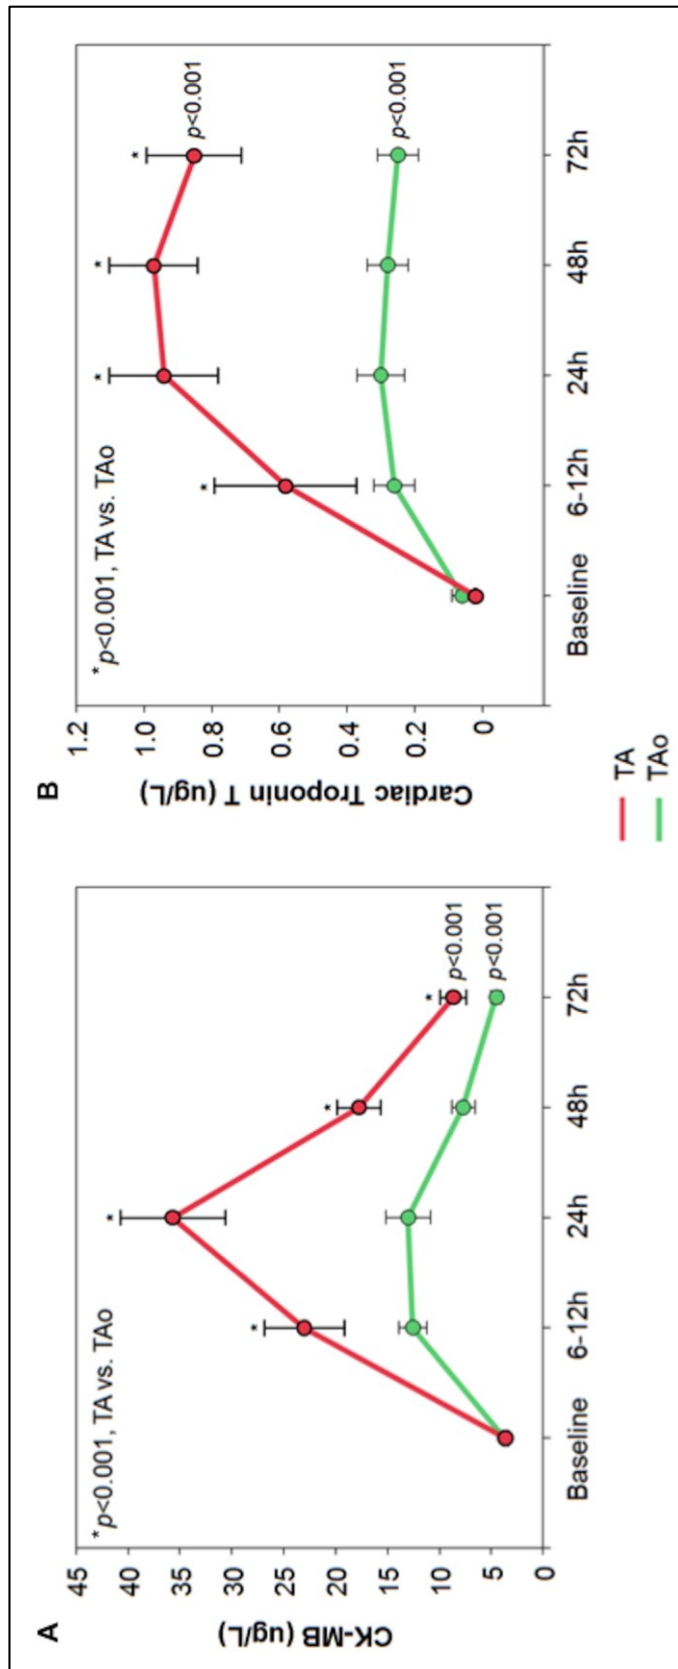 A
CK-MB (ug/L)
45
40
35
30
25
20
15
10
5
0
*p<0.001, TA vs. TAo
*
*
*
*
p<0.001
p<0.001
Baseline
6-12h
24h
48h
72h
B
Cardiac Troponin T (ug/L)
1.2
1.0
0.8
0.6
0.4
0.2
0
*p<0.001, TA vs. TAo
*
*
*
*
p<0.001
p<0.001
Baseline
6-12h
24h
48h
72h
TA
TAo